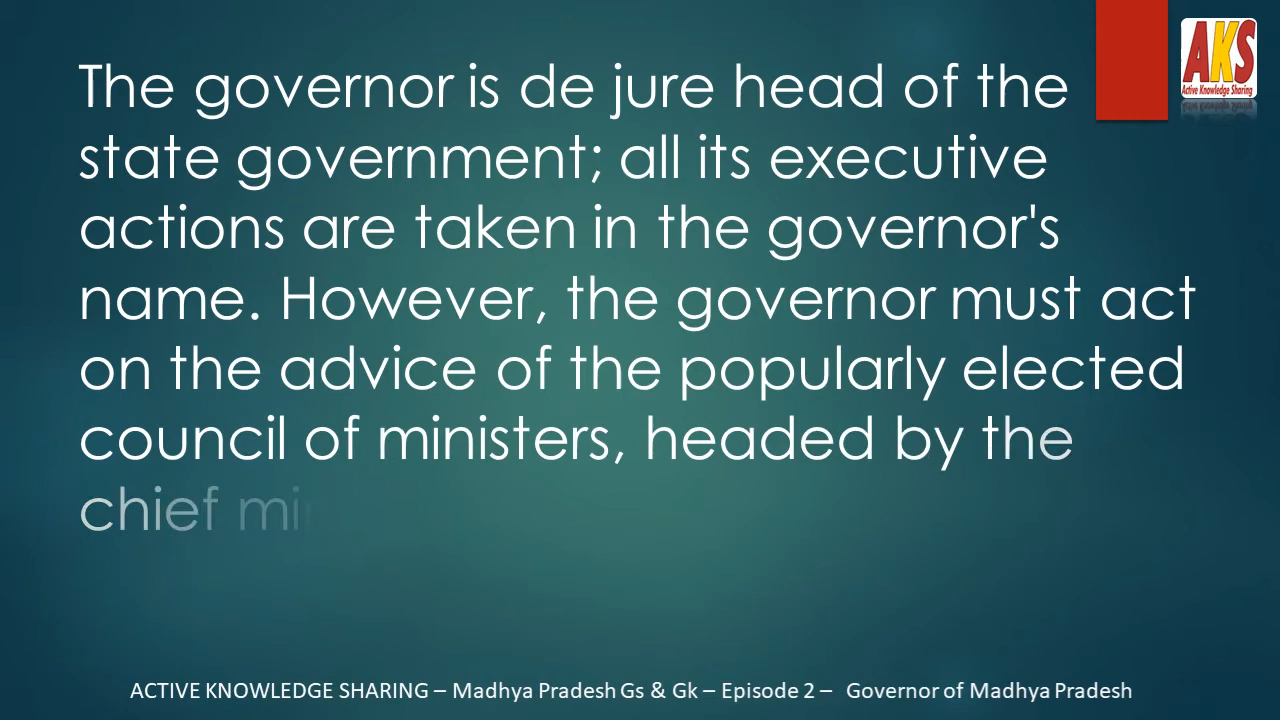 AKS
Active Knowledge Sharing
The governor is de jure head of the
state government; all its executive
actions are taken in the governor's
name. However, the governor must act
on the advice of the popularly elected
council of ministers, headed by the
chief mi
ACTIVE KNOWLEDGE SHARING – Madhya Pradesh Gs & Gk – Episode 2 – Governor of Madhya Pradesh